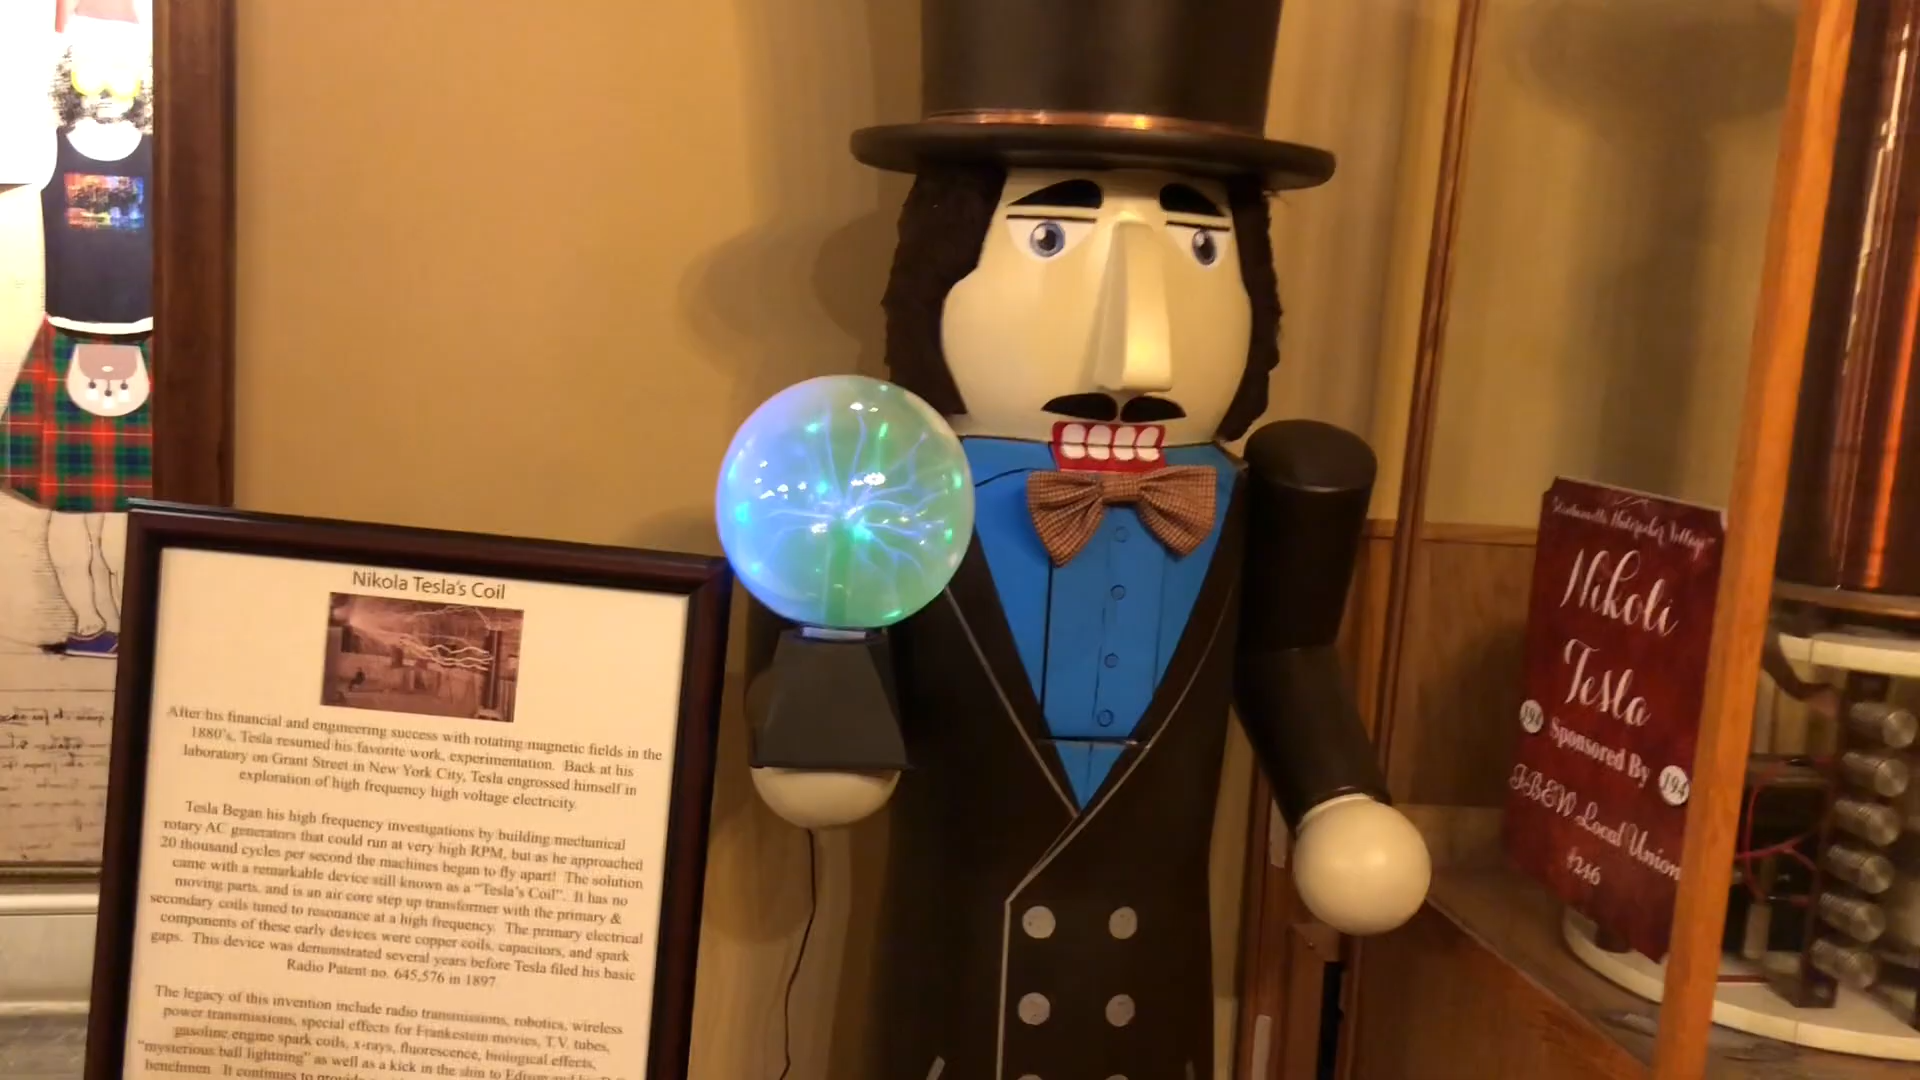 Nikola Tesla's Coil
After his financial and engineering success with rotating magnetic fields in the
1880's, Tesla resumed his favorite work, experimentation. Back at his
laboratory on Grant Street in New York City, Tesla engrossed himself in
exploration of high frequency high voltage electricity.
Tesla Began his high frequency investigations by building mechanical
rotary AC generators that could run at very high RPM, but as he approached
20 thousand cycles per second the machines began to fly apart! The solution
came with a remarkable device still known as a "Tesla's Coil". It has no
moving parts, and is an air core step up transformer with the primary &
secondary coils tuned to resonance at a high frequency. The primary electrical
components of these early devices were copper coils, capacitors, and spark
gaps. This device was demonstrated several years before Tesla filed his basic
Radio Patent no. 645,576 in 1897.
The legacy of this invention include radio transmissions, robotics, wireless
power transmissions, special effects for Frankestein movies, T.V. tubes,
gasoline engine spark coils, x-rays, fluorescence, biological effects,
"mysterious ball lightning" as well as a kick in the shin to Edison and his
henchmen. It continues to provide
Steubenville Nutcracker Village
Nikoli
Tesla
Sponsored By
IBEW Local Union
#246